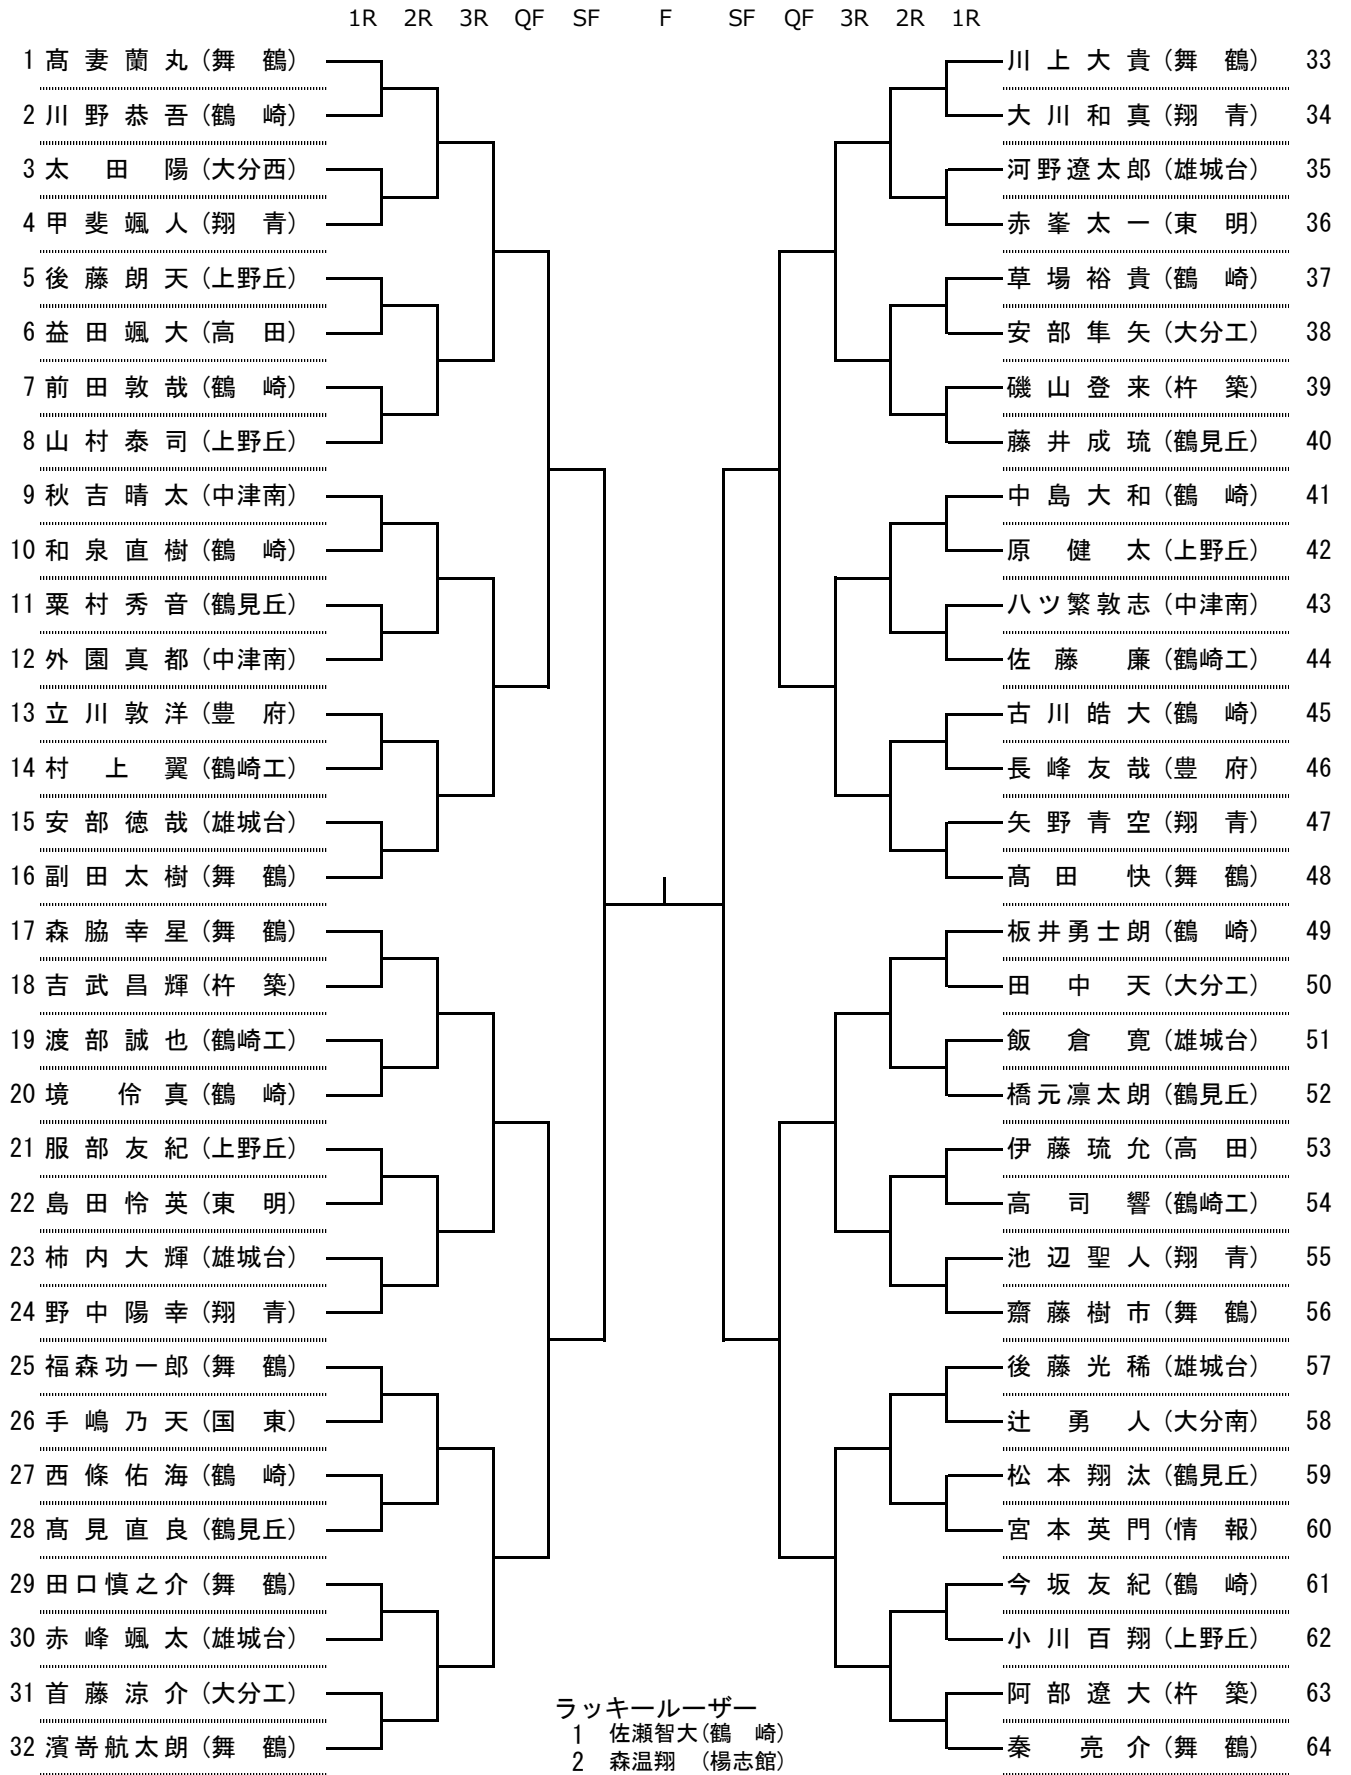 1R 2R 3R QF SF F SF QF 3R 2R 1R
1 髙妻蘭丸（舞　鶴）
2 川野恭吾（鶴　崎）
3 太田陽（大分西）
4 甲斐颯人（翔　青）
5 後藤朗天（上野丘）
6 益田颯大（高　田）
7 前田敦哉（鶴　崎）
8 山村泰司（上野丘）
9 秋吉晴太（中津南）
10 和泉直樹（鶴　崎）
11 粟村秀音（鶴見丘）
12 外園真都（中津南）
13 立川敦洋（豊　府）
14 村上翼（鶴崎工）
15 安部徳哉（雄城台）
16 副田太樹（舞　鶴）
17 森脇幸星（舞　鶴）
18 吉武昌輝（杵　築）
19 渡部誠也（鶴崎工）
20 境伶真（鶴　崎）
21 服部友紀（上野丘）
22 島田怜英（東　明）
23 柿内大輝（雄城台）
24 野中陽幸（翔　青）
25 福森功一郎（舞　鶴）
26 手嶋乃天（国　東）
27 西條佑海（鶴　崎）
28 髙見直良（鶴見丘）
29 田口慎之介（舞　鶴）
30 赤峰颯太（雄城台）
31 首藤涼介（大分工）
32 濱嵜航太朗（舞　鶴）
川上大貴（舞　鶴） 33
大川和真（翔　青） 34
河野遼太郎（雄城台） 35
赤峯太一（東　明） 36
草場裕貴（鶴　崎） 37
安部隼矢（大分工） 38
磯山登来（杵　築） 39
藤井成琉（鶴見丘） 40
中島大和（鶴　崎） 41
原健太（上野丘） 42
八ツ繁敦志（中津南） 43
佐藤廉（鶴崎工） 44
古川皓大（鶴　崎） 45
長峰友哉（豊　府） 46
矢野青空（翔　青） 47
髙田快（舞　鶴） 48
板井勇士朗（鶴　崎） 49
田中天（大分工） 50
飯倉寛（雄城台） 51
橋元凛太朗（鶴見丘） 52
伊藤琉允（高　田） 53
高司響（鶴崎工） 54
池辺聖人（翔　青） 55
齋藤樹市（舞　鶴） 56
後藤光稀（雄城台） 57
辻勇人（大分南） 58
松本翔汰（鶴見丘） 59
宮本英門（情　報） 60
今坂友紀（鶴　崎） 61
小川百翔（上野丘） 62
阿部遼大（杵　築） 63
秦亮介（舞　鶴） 64
ラッキールーザー
1 佐瀬智大（鶴　崎）
2 森温翔（楊志館）